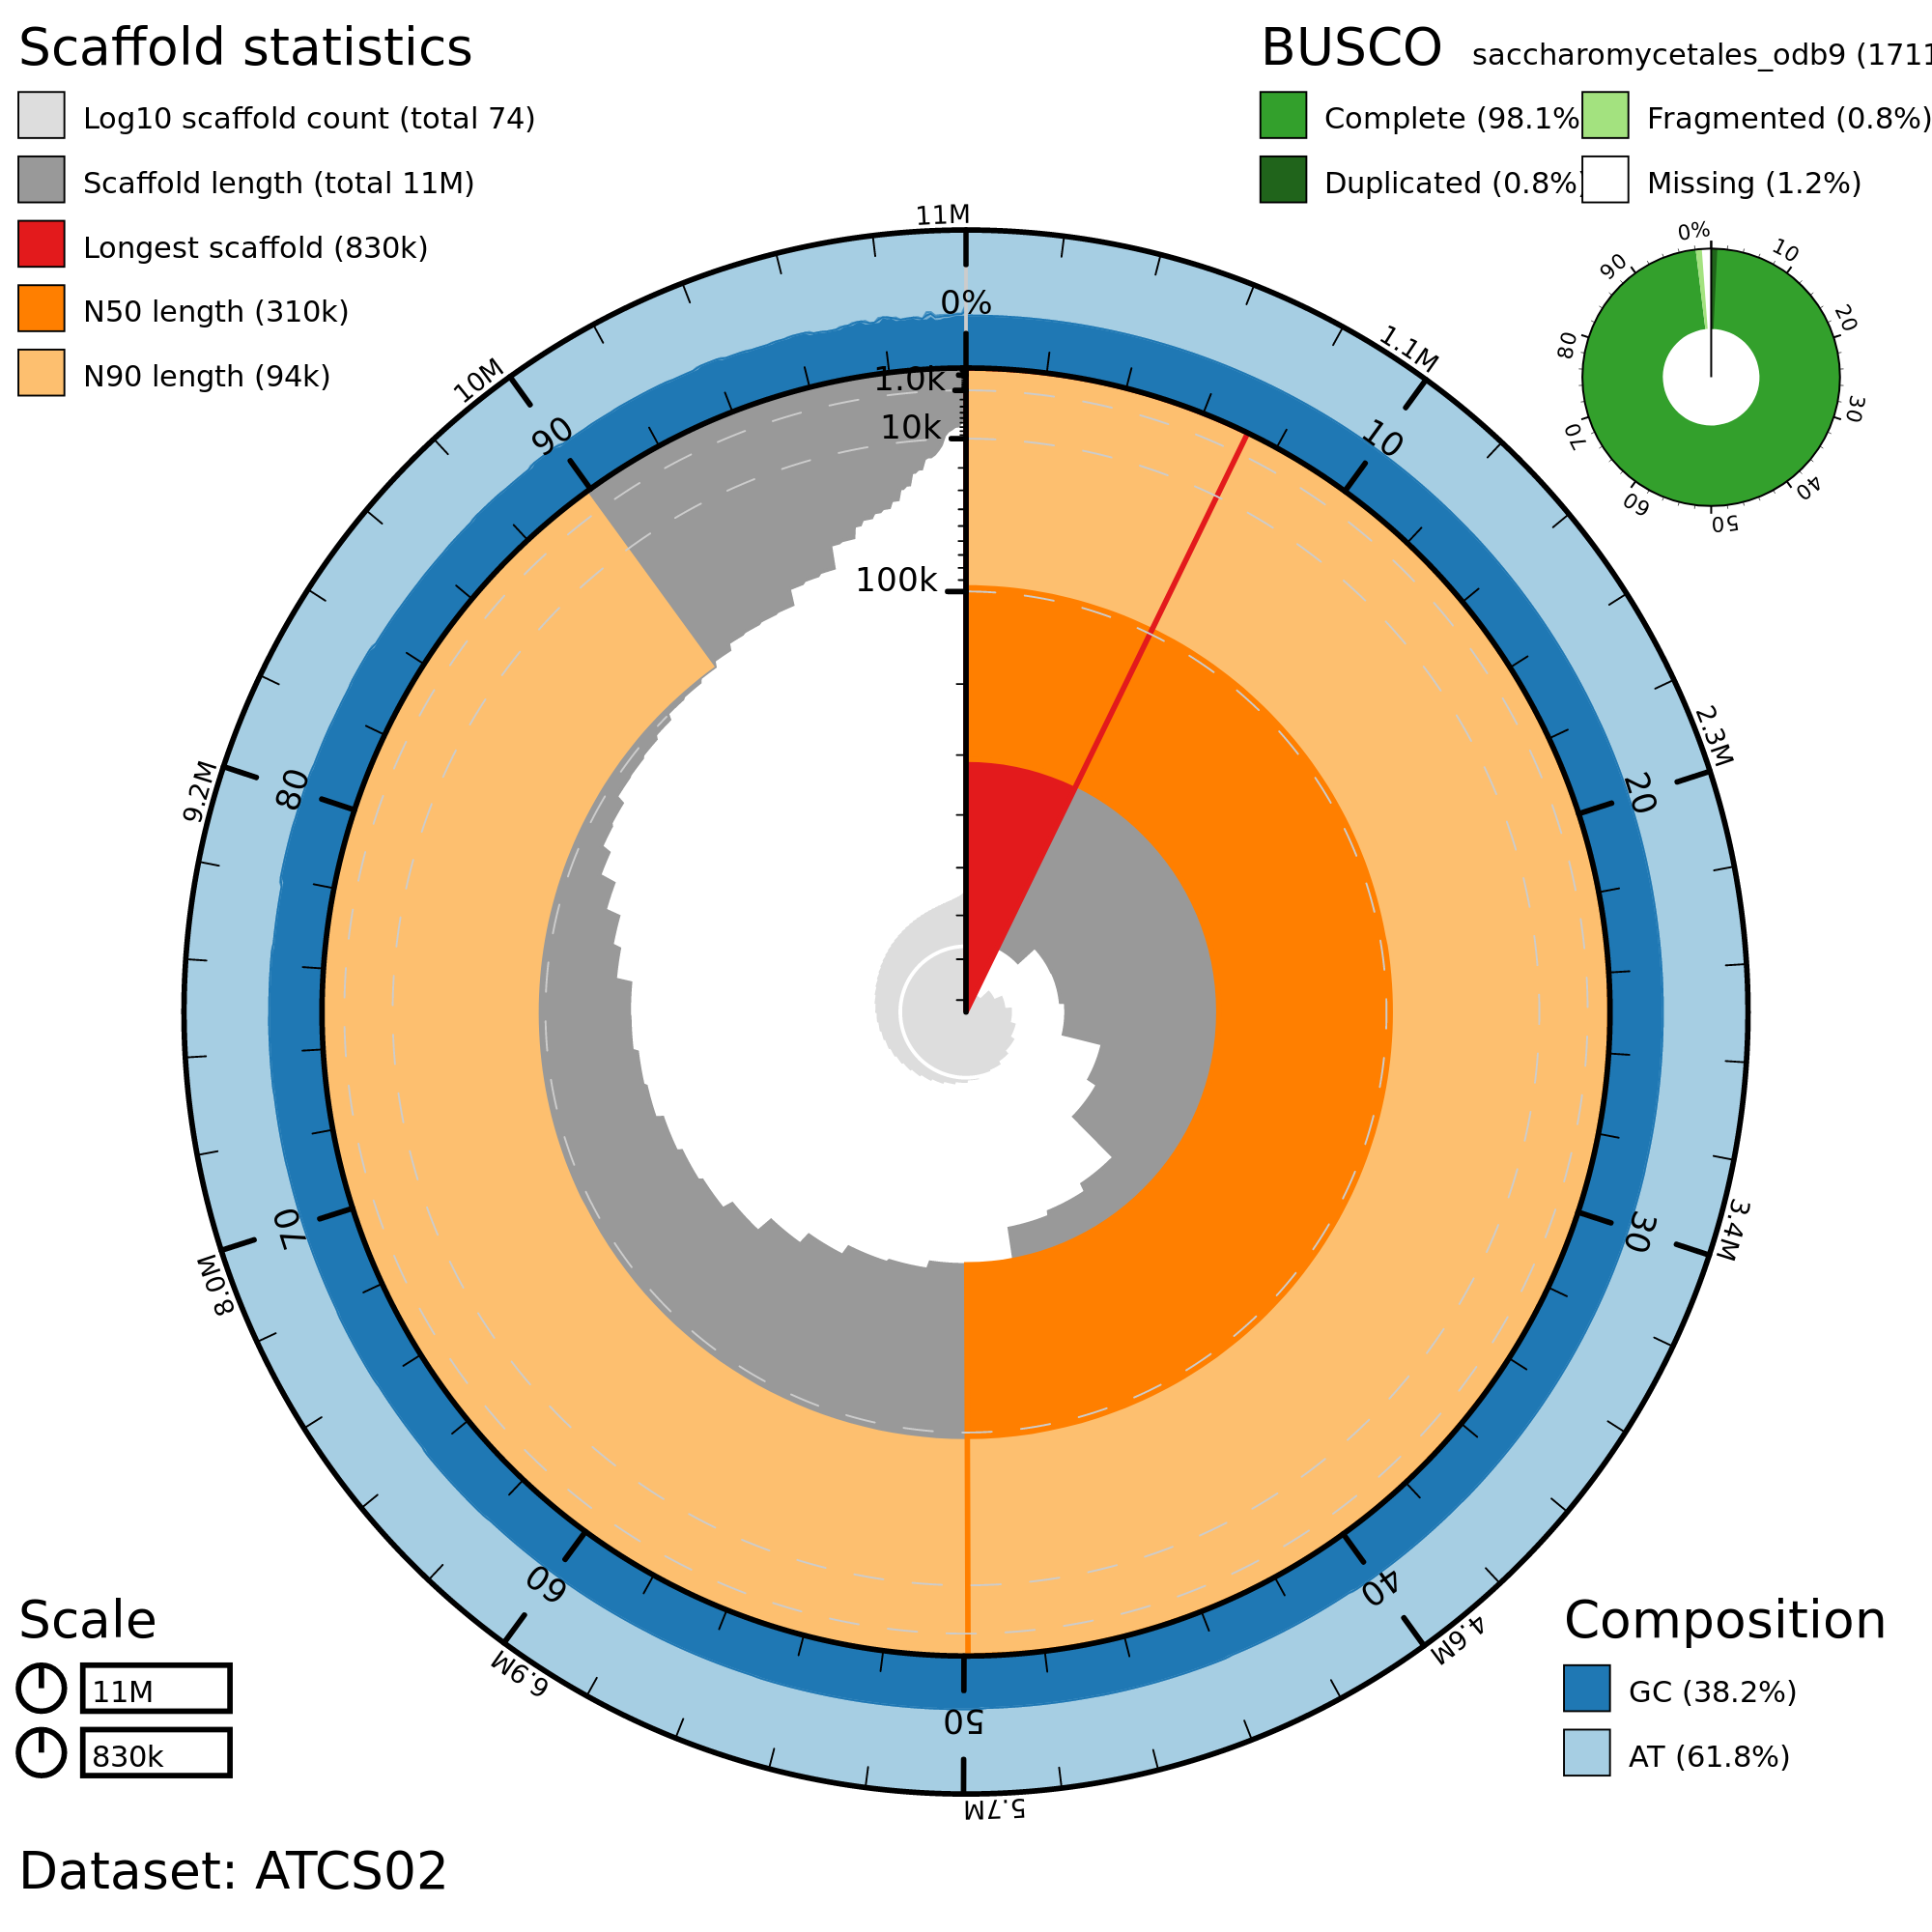 Scaffold statistics
Log10 scaffold count (total 74)
Scaffold length (total 11M)
Longest scaffold (830k)
N50 length (310k)
N90 length (94k)
BUSCO saccharomycetales_odb9 (1711
Complete (98.1%
Fragmented (0.8%)
Duplicated (0.8%)
Missing (1.2%)
0%
10
20
30
40
50
60
70
80
90
11M
1.1M
2.3M
3.4M
4.6M
5.7M
6.9M
8.0M
9.2M
10M
0%
10
20
30
40
50
60
70
80
90
1.0k
10k
100k
Scale
11M
830k
Composition
GC (38.2%)
AT (61.8%)
Dataset: ATCS02